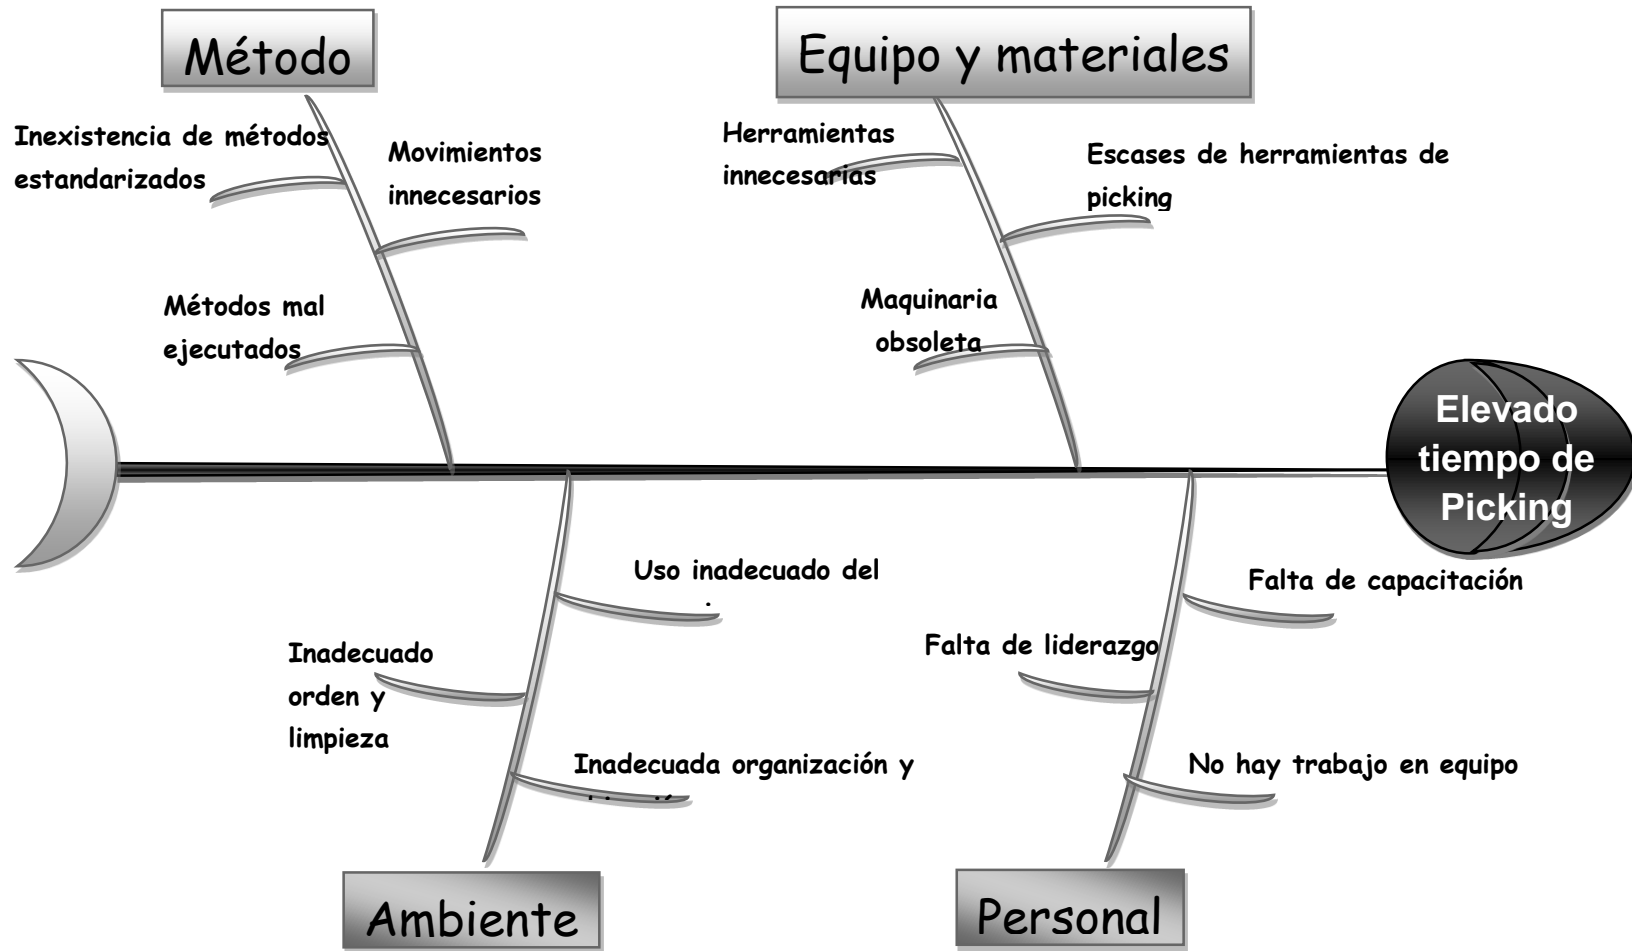 Método
Equipo y materiales
Inexistencia de métodos
estandarizados
Movimientos
innecesarios
Herramientas
innecesarias
Escases de herramientas de
picking
Métodos mal
ejecutados
Maquinaria
obsoleta
Elevado
tiempo de
Picking
Uso inadecuado del
Falta de capacitación
Inadecuado
orden y
limpieza
Falta de liderazgo
Inadecuada organización y
No hay trabajo en equipo
Ambiente
Personal